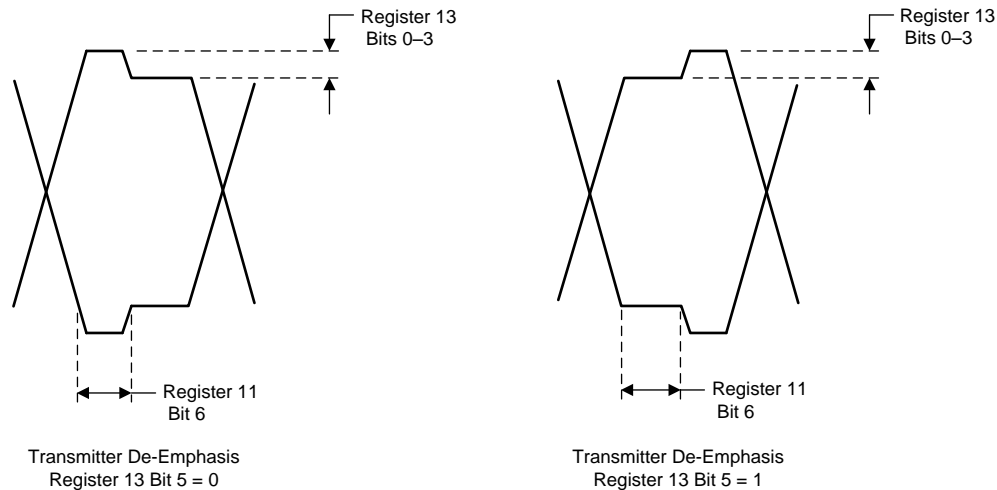 Register 13
Bits 0–3
Register 11
Bit 6
Transmitter De-Emphasis
Register 13 Bit 5 = 0
Register 13
Bits 0–3
Register 11
Bit 6
Transmitter De-Emphasis
Register 13 Bit 5 = 1